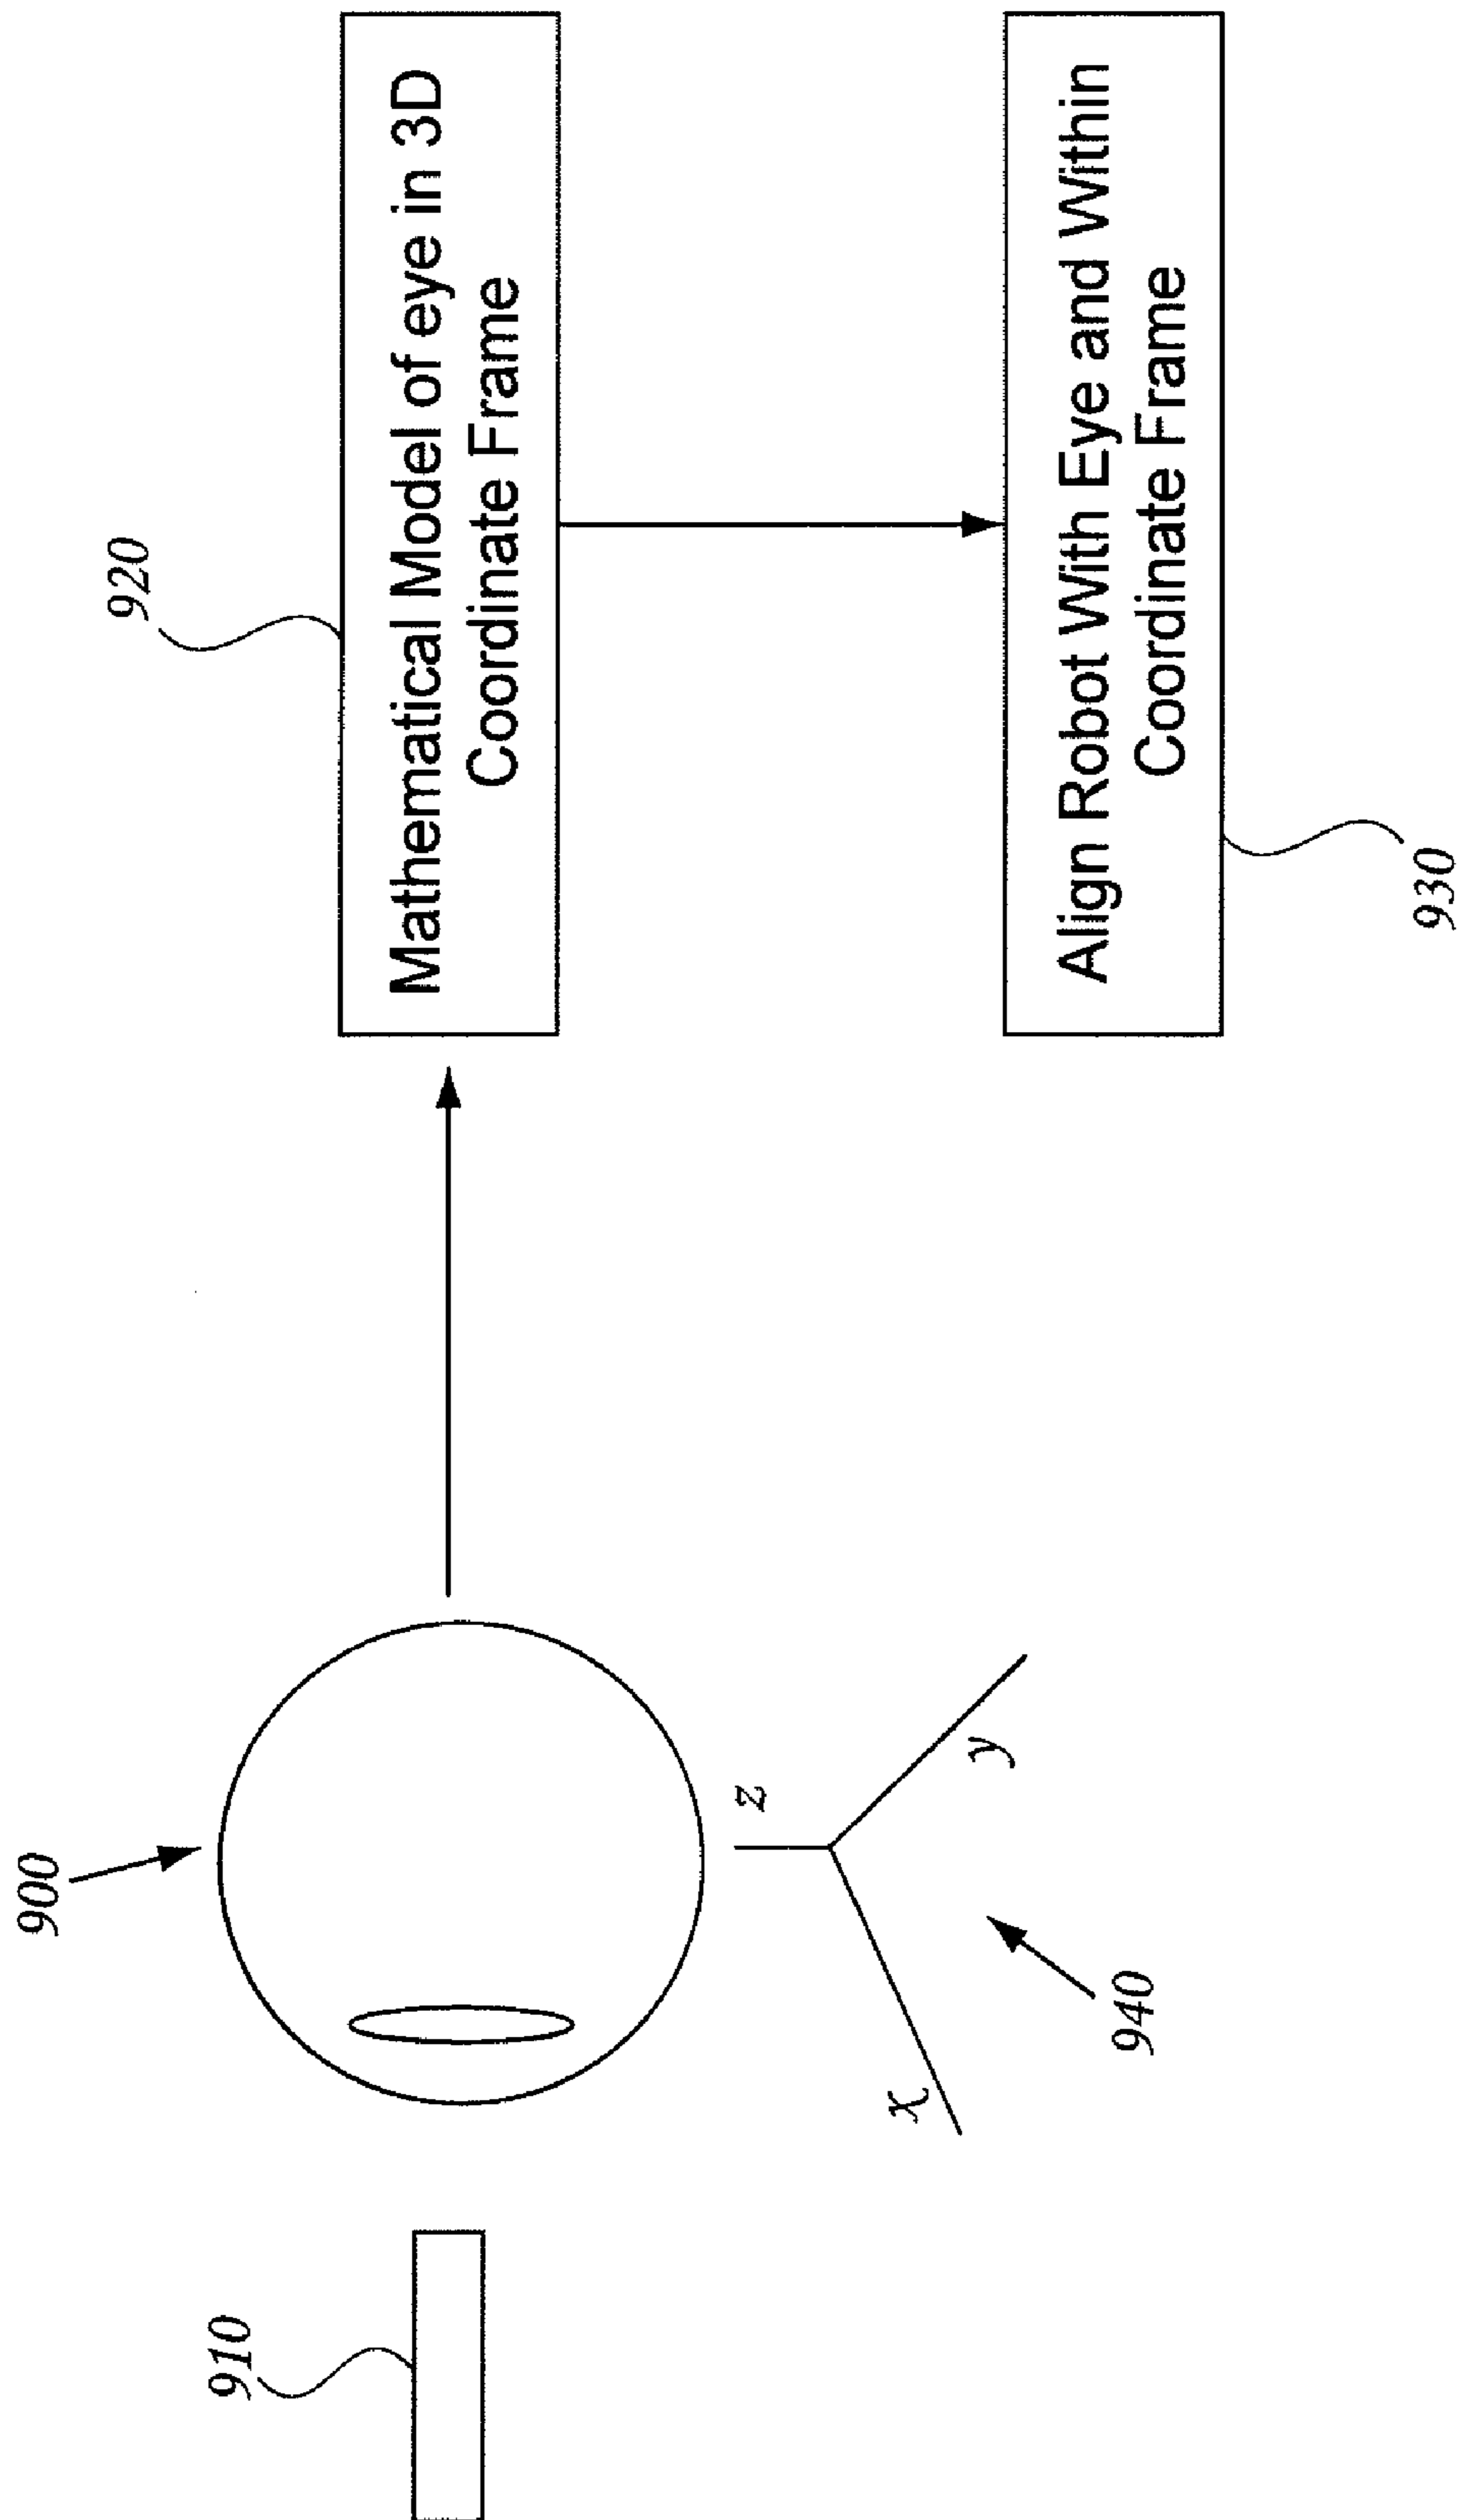 900
910
920
Mathematical Model of eye in 3D
Coordinate Frame
z
x
y
940
Align Robot With Eye and Within
Coordinate Frame
930